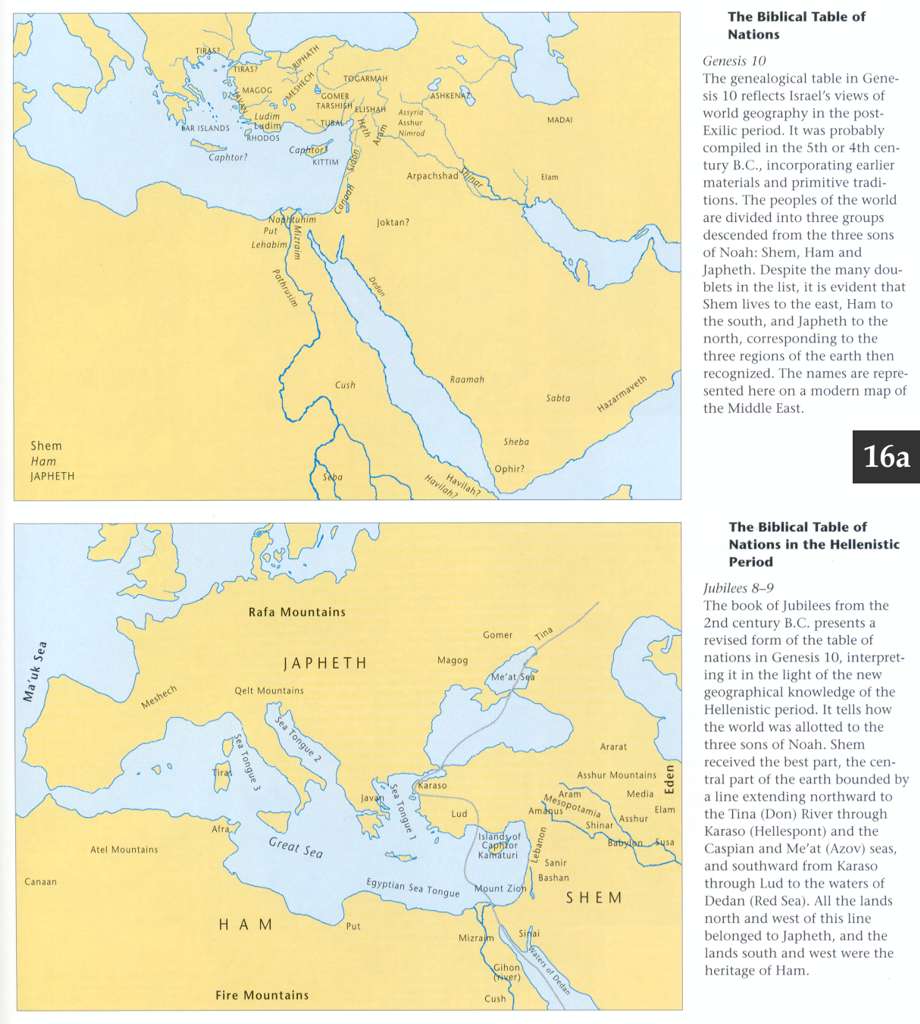 The Biblical Table of
Nations
Genesis 10
The genealogical table in Gene-
sis 10 reflects Israel's views of
world geography in the post-
Exilic period. It was probably
compiled in the 5th or 4th cen-
tury B.C., incorporating earlier
materials and primitive tradi-
tions. The peoples of the world
are divided into three groups
descended from the three sons
of Noah: Shem, Ham and
Japheth. Despite the many dou-
blets in the list, it is evident that
Shem lives to the east, Ham to
the south, and Japheth to the
north, corresponding to the
three regions of the earth then
recognized. The names are repre-
sented here on a modern map of
the Middle East.
16a
TIRAS?
TIRAS?
RIPHATH
MAGOG
MESHECH
TOGARMAH
JAVAN
GOMER
TARSHISH
ELISHAH
ASHKENAZ
Ludim
Ludim
TUBAL
Assyria
Asshur
Nimrod
MADAI
AR ISLANDS
RHODOS
Heth
Aram
Caphtor?
Caphtor?
KITTIM
Sidon
Canaan
Arpachshad
Shinar
Elam
Naphtuhim
Put
Lehabim
Mizraim
Joktan?
Pathrusim
Dedan
Cush
Raamah
Sabta
Hazarmaveth
Sheba
Ophir?
Seba
Havilah?
Havilah?
Shem
Ham
JAPHETH
The Biblical Table of
Nations in the Hellenistic
Period
Jubilees 8–9
The book of Jubilees from the
2nd century B.C. presents a
revised form of the table of
nations in Genesis 10, interpret-
ing it in the light of the new
geographical knowledge of the
Hellenistic period. It tells how
the world was allotted to the
three sons of Noah. Shem
received the best part, the cen-
tral part of the earth bounded by
a line extending northward to
the Tina (Don) River through
Karaso (Hellespont) and the
Caspian and Me'at (Azov) seas,
and southward from Karaso
through Lud to the waters of
Dedan (Red Sea). All the lands
north and west of this line
belonged to Japheth, and the
lands south and west were the
heritage of Ham.
Rafa Mountains
Ma'uk Sea
JAPHETH
Gomer
Tina
Magog
Me'at Sea
Meshech
Qelt Mountains
Sea Tongue 2
Sea Tongue 3
Tiras
Ararat
Asshur Mountains
Eden
Karaso
Javan
Sea Tongue 1
Lud
Aram
Media
Amanus
Mesopotamia
Asshur
Elam
Shinar
Babylon
Susa
Afra
Great Sea
Islands of
Caphtor
Kamaturi
Lebanon
Atel Mountains
Sanir
Bashan
Canaan
Egyptian Sea Tongue
Mount Zion
SHEM
HAM
Put
Mizraim
Sinai
Waters of Dedan
Gihon
(river)
Cush
Fire Mountains